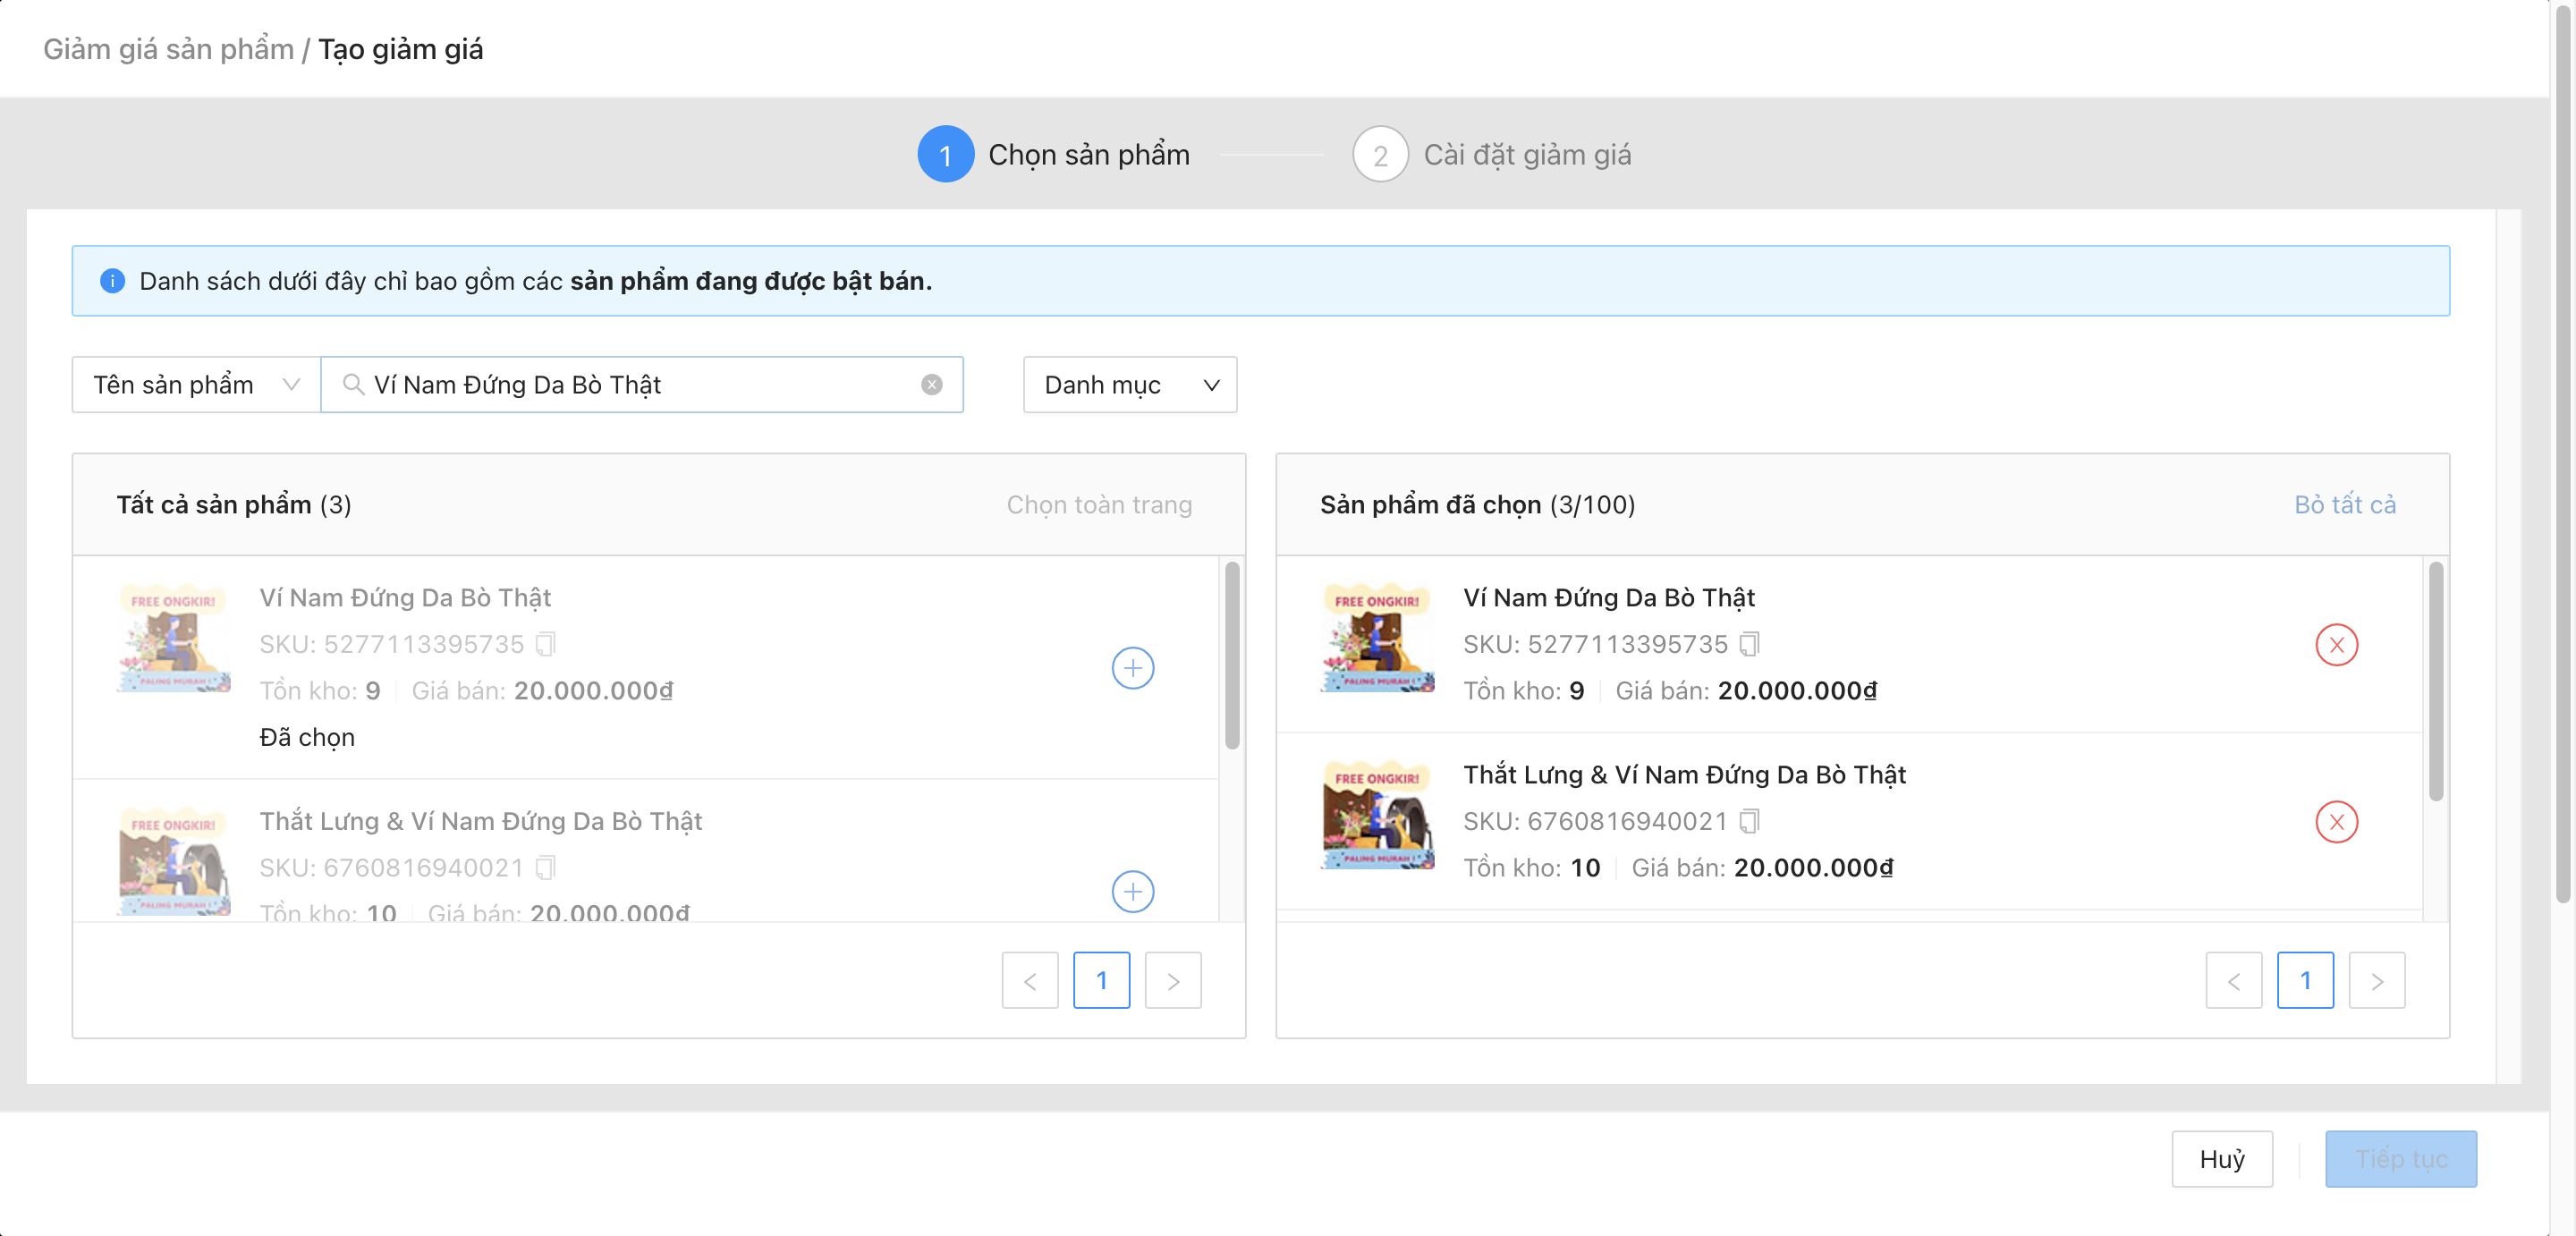 Giảm giá sản phẩm / Tạo giảm giá
1 Chọn sản phẩm
2 Cài đặt giảm giá
Danh sách dưới đây chỉ bao gồm các sản phẩm đang được bật bán.
Tên sản phẩm
Ví Nam Đứng Da Bò Thật
Danh mục
Tất cả sản phẩm (3)
Chọn toàn trang
FREE ONGKIR!
PALING MURAH !
Ví Nam Đứng Da Bò Thật
SKU: 5277113395735
Tồn kho: 9 Giá bán: 20.000.000₫
Đã chọn
FREE ONGKIR!
PALING MURAH !
Thắt Lưng & Ví Nam Đứng Da Bò Thật
SKU: 6760816940021
Tồn kho: 10 Giá bán: 20.000.000₫
< 1 >
Sản phẩm đã chọn (3/100)
Bỏ tất cả
FREE ONGKIR!
PALING MURAH !
Ví Nam Đứng Da Bò Thật
SKU: 5277113395735
Tồn kho: 9 Giá bán: 20.000.000₫
FREE ONGKIR!
PALING MURAH !
Thắt Lưng & Ví Nam Đứng Da Bò Thật
SKU: 6760816940021
Tồn kho: 10 Giá bán: 20.000.000₫
< 1 >
Huỷ
Tiếp tục